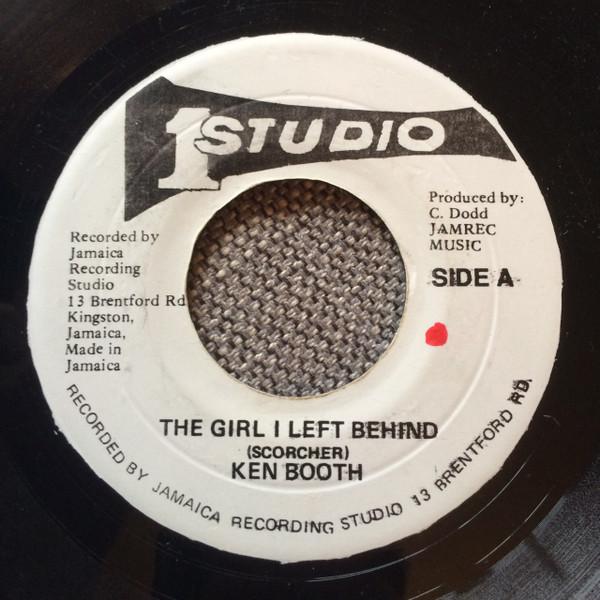 1 STUDIO
Recorded by
Jamaica
Recording
Studio
13 Brentford Rd
Kingston,
Jamaica,
Made in
Jamaica
Produced by:
C. Dodd
JAMREC
MUSIC
SIDE A
THE GIRL I LEFT BEHIND
(SCORCHER)
KEN BOOTH
RECORDED BY JAMAICA RECORDING STUDIO 13 BRENTFORD RD.